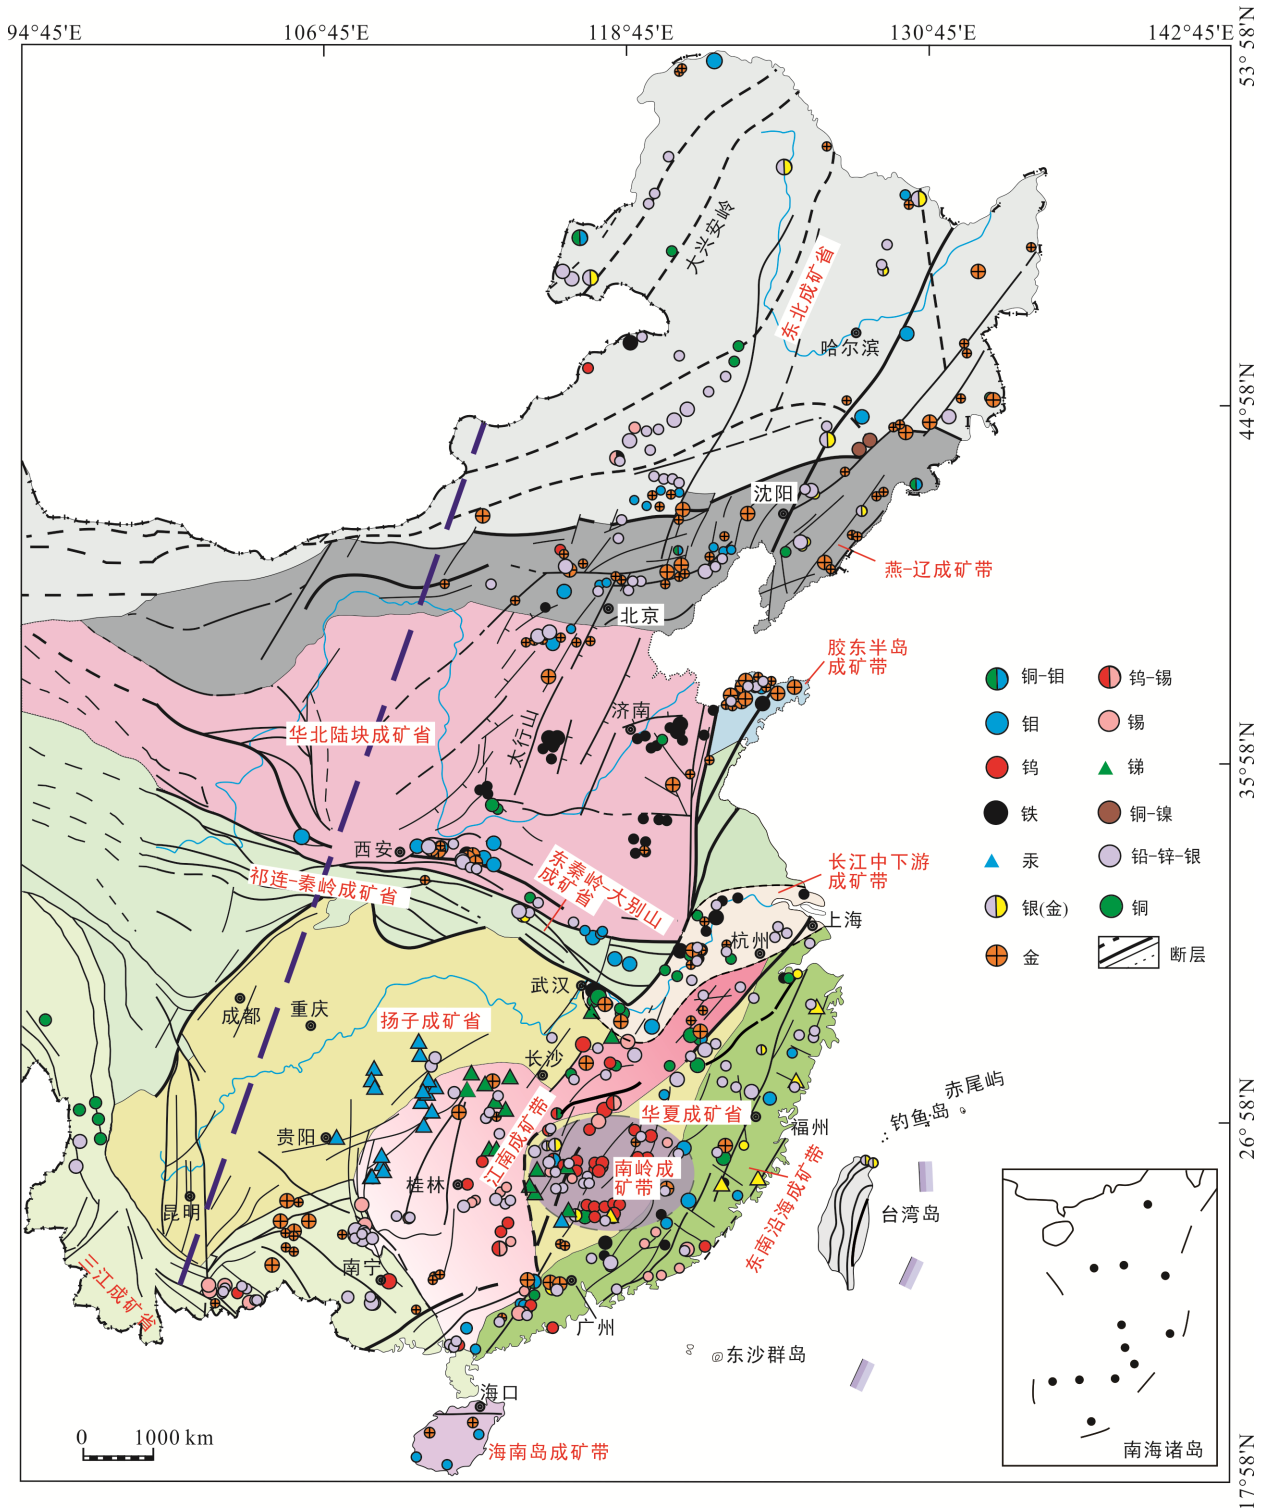 94°45'E
106°45'E
118°45'E
130°45'E
142°45'E
53°58'N
大兴安岭
东北成矿省
哈尔滨
44°58'N
沈阳
燕-辽成矿带
北京
胶东半岛
成矿带
铜-钼
钨-锡
济南
钼
锡
华北陆块成矿省
太行山
35°58'N
钨
锑
铁
铜-镍
西安
汞
铅-锌-银
东秦岭-大别山
成矿省
长江中下游
成矿带
祁连-秦岭成矿省
银(金)
铜
上海
杭州
金
断层
武汉
成都
重庆
扬子成矿省
长沙
赤尾屿
钓鱼岛
华夏成矿省
江南成矿带
福州
26°58'N
贵阳
南岭成
矿带
桂林
东南沿海成矿带
昆明
台湾岛
南宁
三江成矿省
广州
东沙群岛
海口
0
1000 km
海南岛成矿带
南海诸岛
17°58'N